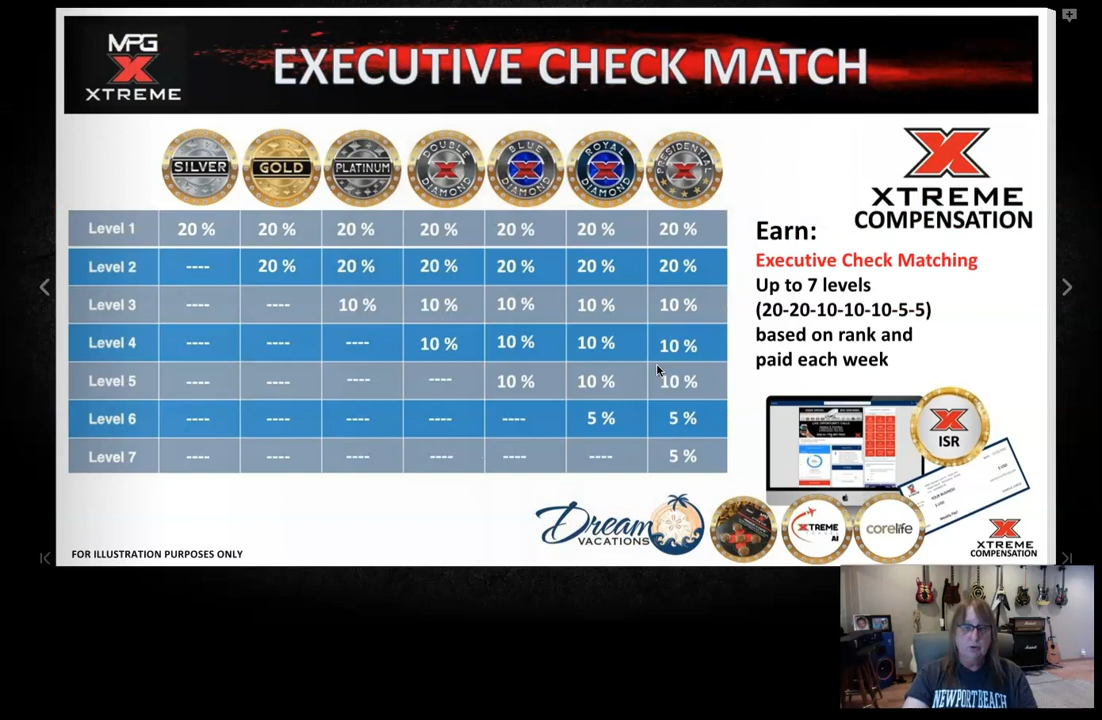 MPG
X
XTREME
EXECUTIVE CHECK MATCH
SILVER
GOLD
PLATINUM
DOUBLE DIAMOND
BLUE DIAMOND
ROYAL DIAMOND
PRESIDENTIAL
X
XTREME
COMPENSATION
Level 1 20 % 20 % 20 % 20 % 20 % 20 % 20 %
Level 2 ---- 20 % 20 % 20 % 20 % 20 % 20 %
Level 3 ---- ---- 10 % 10 % 10 % 10 % 10 %
Level 4 ---- ---- ---- 10 % 10 % 10 % 10 %
Level 5 ---- ---- ---- ---- 10 % 10 % 10 %
Level 6 ---- ---- ---- ---- ---- 5 % 5 %
Level 7 ---- ---- ---- ---- ---- ---- 5 %
Earn:
Executive Check Matching
Up to 7 levels
(20-20-10-10-10-5-5)
based on rank and
paid each week
X
ISR
YOUR BUSINESS
Dream
VACATIONS
XTREME
AI
corelife
X
XTREME
COMPENSATION
FOR ILLUSTRATION PURPOSES ONLY
NEWPORT BEACH